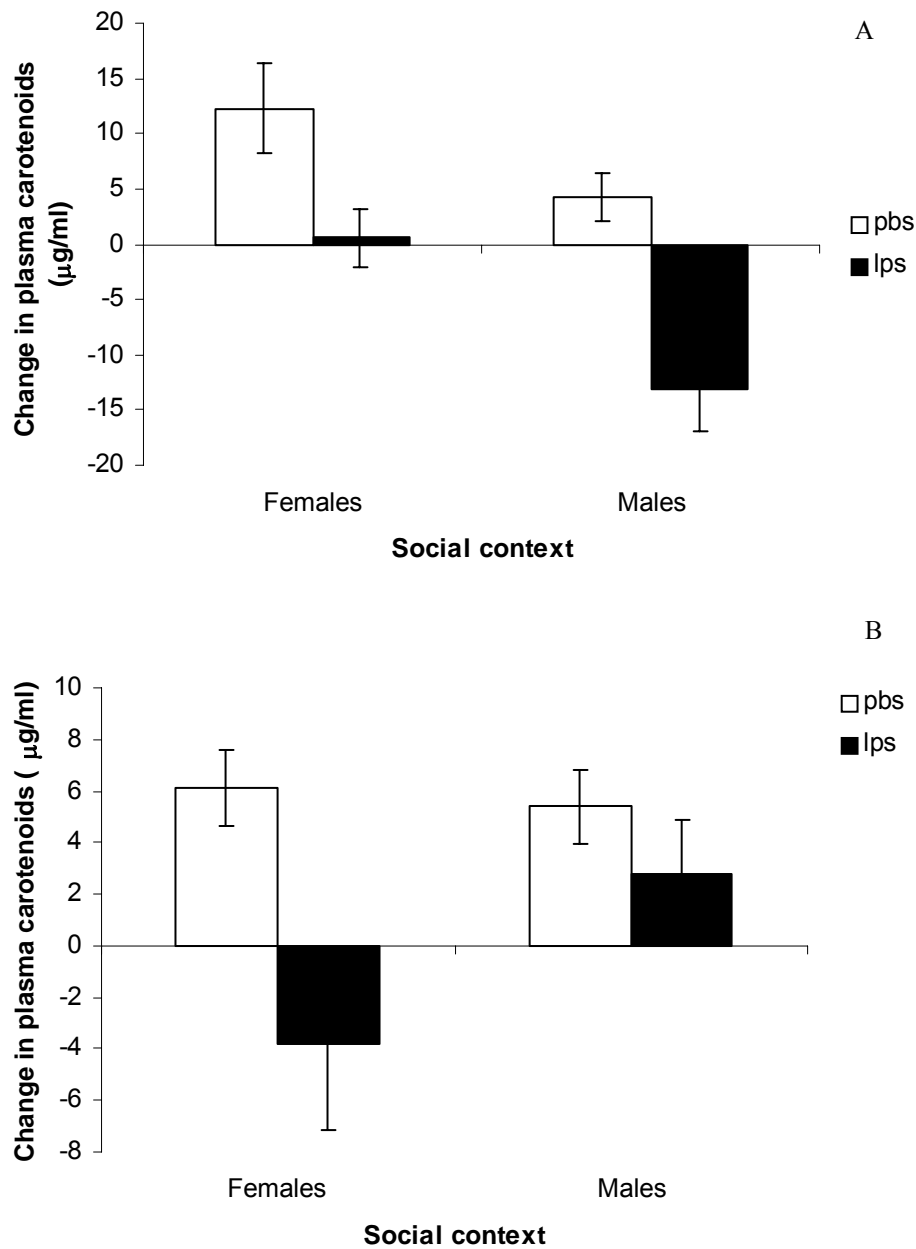 A
Change in plasma carotenoids
(µg/ml)
20
15
10
5
0
-5
-10
-15
-20
pbs
lps
Females
Males
Social context
B
Change in plasma carotenoids ( µg/ml)
10
8
6
4
2
0
-2
-4
-6
-8
pbs
lps
Females
Males
Social context